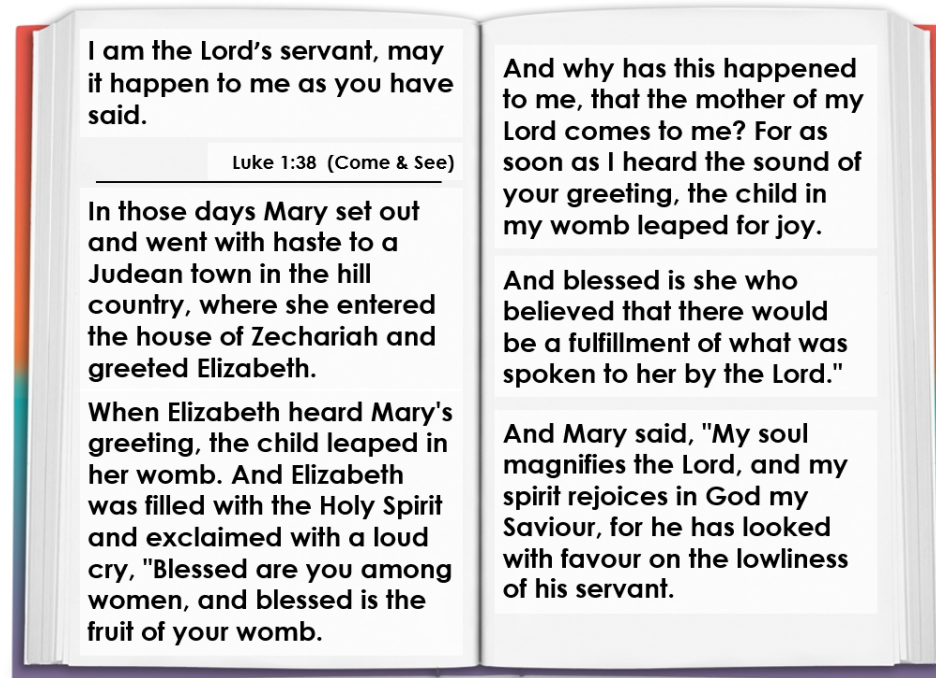 I am the Lord's servant, may
it happen to me as you have
said.
Luke 1:38  (Come & See)
In those days Mary set out
and went with haste to a
Judean town in the hill
country, where she entered
the house of Zechariah and
greeted Elizabeth.
When Elizabeth heard Mary's
greeting, the child leaped in
her womb. And Elizabeth
was filled with the Holy Spirit
and exclaimed with a loud
cry, "Blessed are you among
women, and blessed is the
fruit of your womb.
And why has this happened
to me, that the mother of my
Lord comes to me? For as
soon as I heard the sound of
your greeting, the child in
my womb leaped for joy.
And blessed is she who
believed that there would
be a fulfillment of what was
spoken to her by the Lord."
And Mary said, "My soul
magnifies the Lord, and my
spirit rejoices in God my
Saviour, for he has looked
with favour on the lowliness
of his servant.